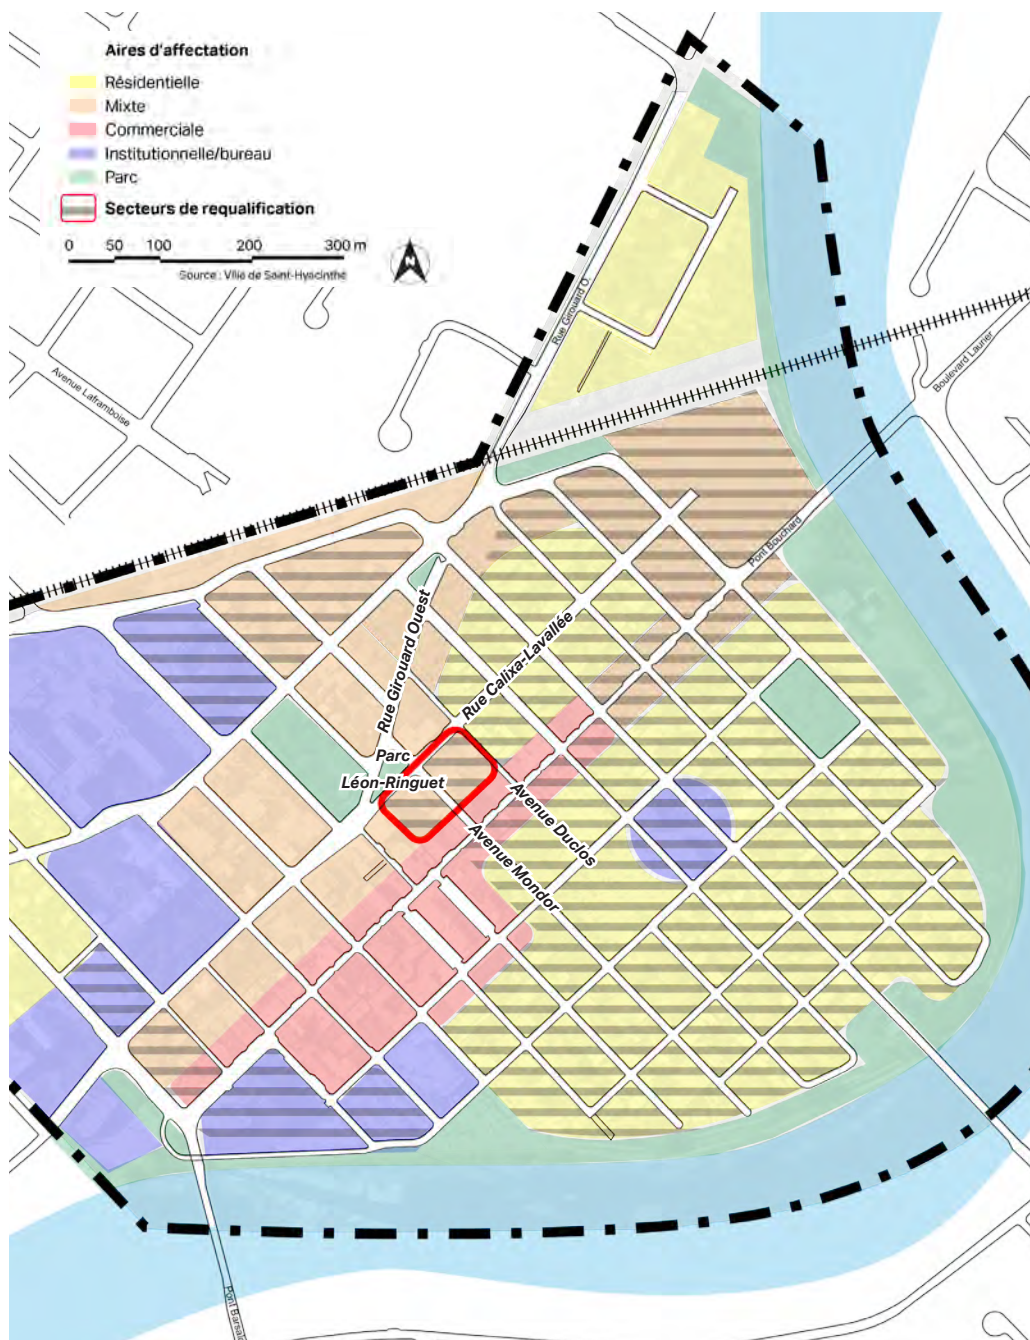 Aires d'affectation
Résidentielle
Mixte
Commerciale
Institutionnelle/bureau
Parc
Secteurs de requalification
0 50 100 200 300 m
Source : Ville de Saint-Hyacinthe
N
Rue Girouard O.
Boulevard Laurier
Avenue Laframboise
Pont Bouchard
Rue Girouard Ouest
Rue Calixa-Lavallée
Parc
Léon-Ringuet
Avenue Duclos
Avenue Mondor
Pont Barsalou